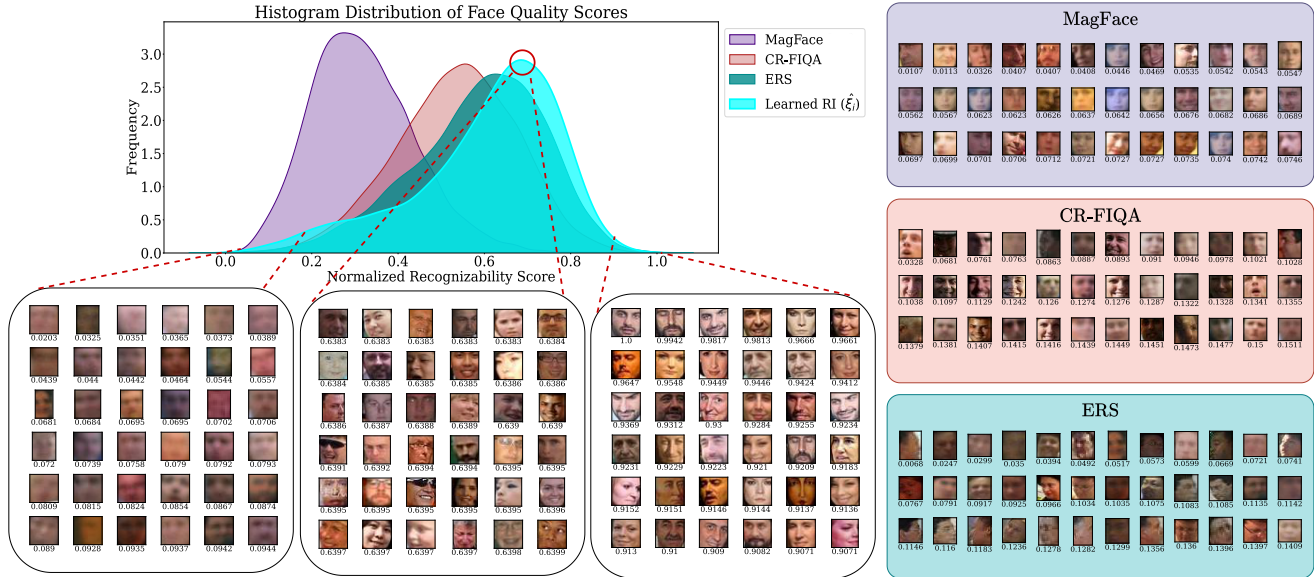 Histogram Distribution of Face Quality Scores
Frequency
3.0
2.5
2.0
1.5
1.0
0.5
0.0
0.0 0.2 0.4 0.6 0.8 1.0
Normalized Recognizability Score
MagFace
CR-FIQA
ERS
Learned RI (ξ̂ᵢ)
0.0203 0.0325 0.0351 0.0365 0.0373 0.0389
0.0439 0.044 0.0442 0.0464 0.0544 0.0557
0.0681 0.0684 0.0695 0.0695 0.0702 0.0706
0.072 0.0739 0.0758 0.079 0.0792 0.0793
0.0809 0.0815 0.0824 0.0854 0.0867 0.0874
0.089 0.0928 0.0935 0.0937 0.0942 0.0944
0.6383 0.6383 0.6383 0.6383 0.6383 0.6384
0.6384 0.6385 0.6385 0.6385 0.6386 0.6386
0.6386 0.6387 0.6388 0.6389 0.639 0.639
0.6391 0.6392 0.6394 0.6395 0.6395 0.6395
0.6395 0.6395 0.6396 0.6396 0.6395 0.6396
0.6397 0.6397 0.6397 0.6397 0.6398 0.6399
1.0 0.9942 0.9817 0.9813 0.9666 0.9661
0.9647 0.9548 0.9449 0.9446 0.9424 0.9412
0.9369 0.9312 0.93 0.9284 0.9255 0.9234
0.9231 0.9229 0.9223 0.921 0.9209 0.9183
0.9152 0.9151 0.9146 0.9144 0.9137 0.9136
0.913 0.91 0.909 0.9082 0.9071 0.9071
MagFace
0.0107 0.0113 0.0326 0.0407 0.0407 0.0408 0.0446 0.0469 0.0535 0.0542 0.0543 0.0547
0.0562 0.0567 0.0623 0.0623 0.0626 0.0637 0.0642 0.0656 0.0676 0.0682 0.0686 0.0689
0.0697 0.0699 0.0701 0.0706 0.0712 0.0721 0.0727 0.0727 0.0735 0.074 0.0742 0.0746
CR-FIQA
0.0328 0.0681 0.0761 0.0763 0.0863 0.0887 0.0893 0.091 0.0946 0.0978 0.1021 0.1028
0.1038 0.1097 0.1129 0.1242 0.126 0.1274 0.1276 0.1287 0.1322 0.1328 0.1341 0.1355
0.1379 0.1381 0.1407 0.1415 0.1416 0.1439 0.1449 0.1451 0.1473 0.1477 0.15 0.1511
ERS
0.0068 0.0247 0.0299 0.035 0.0394 0.0492 0.0517 0.0573 0.0599 0.0669 0.0721 0.0741
0.0767 0.0791 0.0917 0.0925 0.0966 0.1034 0.1035 0.1075 0.1083 0.1085 0.1135 0.1142
0.1146 0.116 0.1183 0.1236 0.1278 0.1282 0.1299 0.1356 0.136 0.1396 0.1397 0.1409